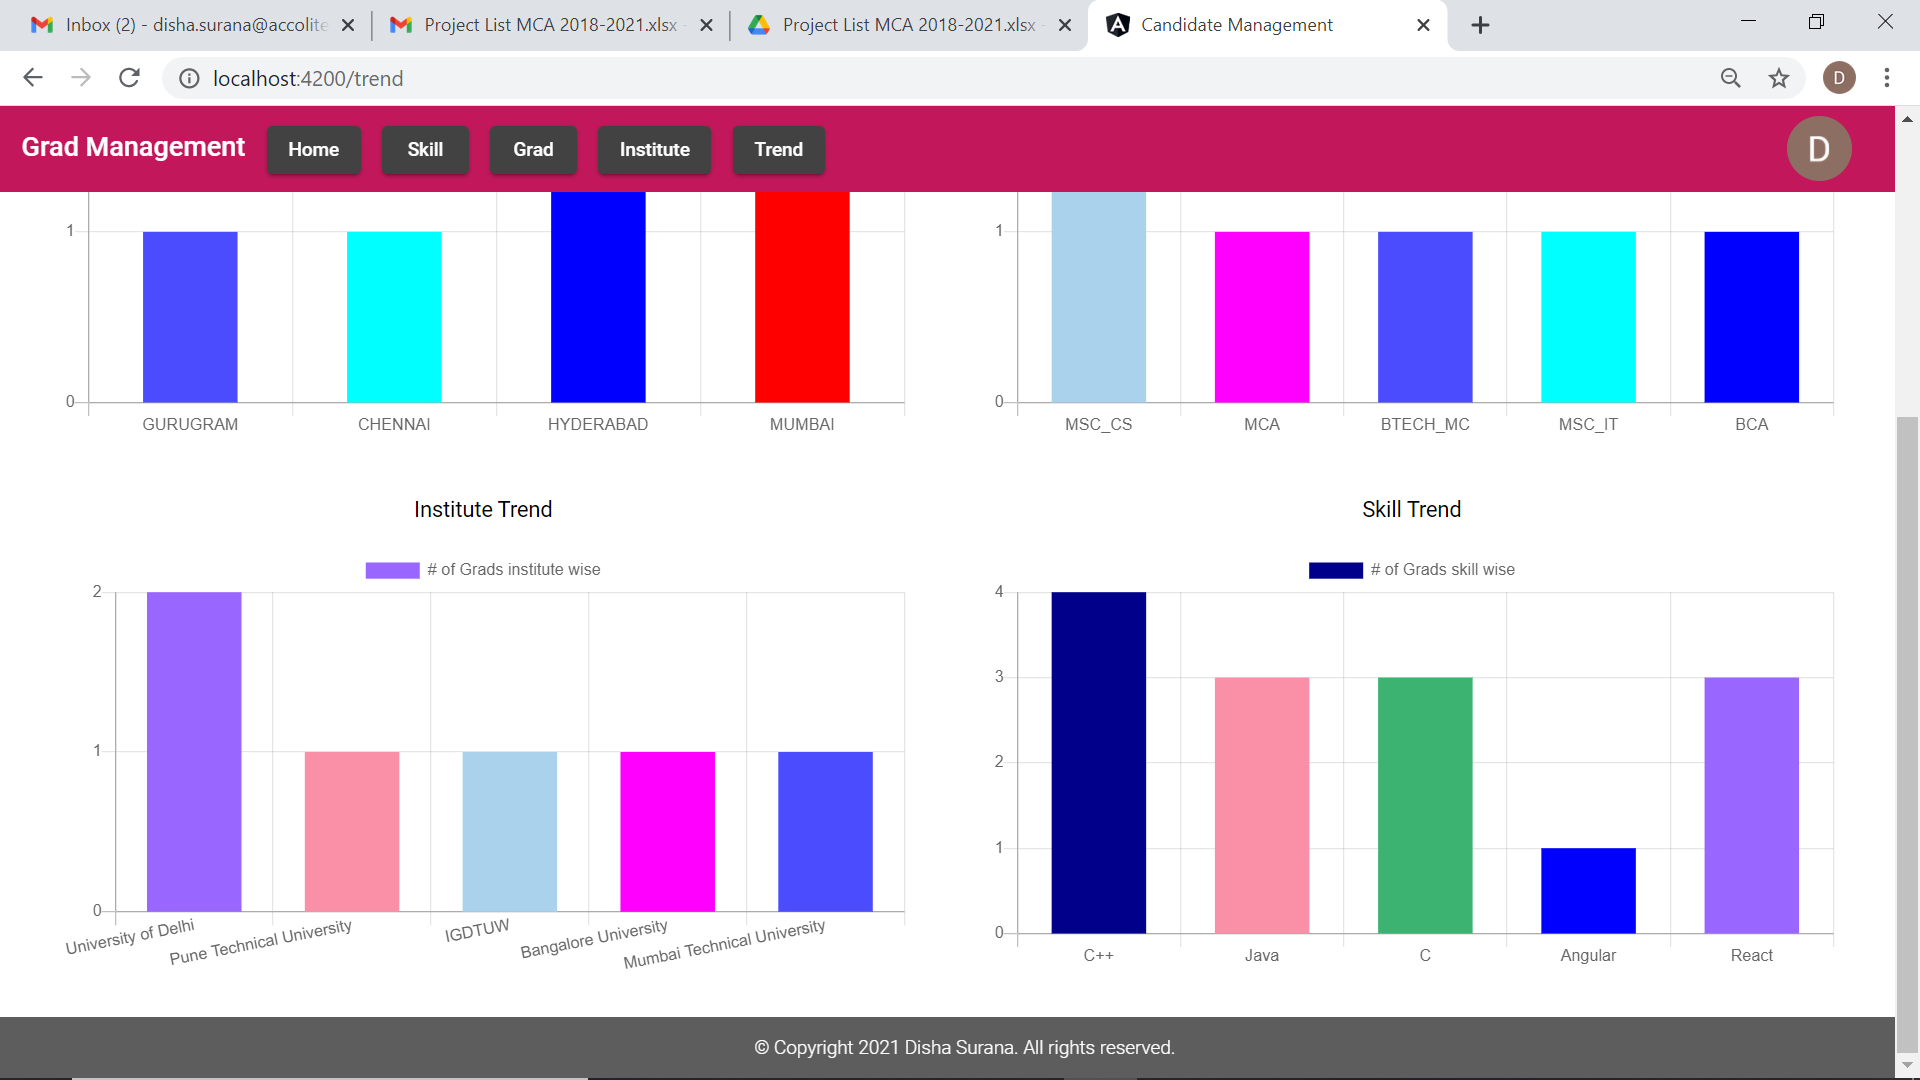 Inbox (2) - disha.surana@accolite
Project List MCA 2018-2021.xlsx -
Project List MCA 2018-2021.xlsx -
Candidate Management
localhost:4200/trend
D
Grad Management
Home
Skill
Grad
Institute
Trend
D
1
0
GURUGRAM
CHENNAI
HYDERABAD
MUMBAI
1
0
MSC_CS
MCA
BTECH_MC
MSC_IT
BCA
Institute Trend
# of Grads institute wise
2
1
0
University of Delhi
Pune Technical University
IGDTUW
Bangalore University
Mumbai Technical University
Skill Trend
# of Grads skill wise
4
3
2
1
0
C++
Java
C
Angular
React
© Copyright 2021 Disha Surana. All rights reserved.